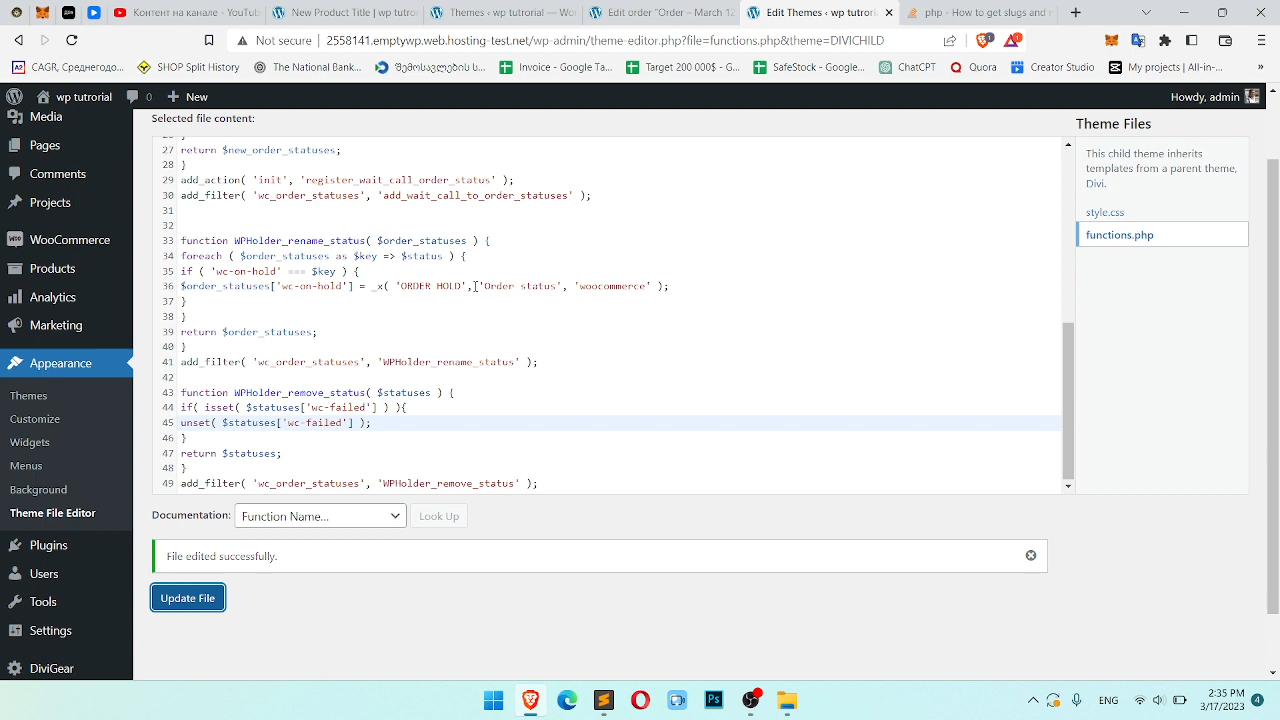 Контент на канале - YouTub
New Product Title | wp tutor
Themes
Edit order "Order – March 12
Edit Themes ‹ wp tutoria
php - How to get slugs and r
Not secure
2558141.emptywp.web.hosting-test.net/wp-admin/theme-editor.php?file=functions.php&theme=DIVICHILD
CAGR, Среднегодо...
SHOP Split History
The National Bank...
Invoice - Google Ta...
Target 200 000$ - G...
SafeStock - Google...
ChatCPT
Quora
Creator Studio
My projects | All-in-...
»
wp tutorial
0
New
Howdy, admin
Media
Pages
Comments
Projects
WooCommerce
Products
Analytics
Marketing
Appearance
Themes
Customize
Widgets
Menus
Background
Theme File Editor
Plugins
Users
Tools
Settings
DiviGear
Selected file content:
26 }
27 return $new_order_statuses;
28 }
29 add_action( 'init', 'register_wait_call_order_status' );
30 add_filter( 'wc_order_statuses', 'add_wait_call_to_order_statuses' );
31
32
33 function WPHolder_rename_status( $order_statuses ) {
34 foreach ( $order_statuses as $key => $status ) {
35 if ( 'wc-on-hold' === $key ) {
36 $order_statuses['wc-on-hold'] = _x( 'ORDER HOLD','Order status', 'woocommerce' );
37 }
38 }
39 return $order_statuses;
40 }
41 add_filter( 'wc_order_statuses', 'WPHolder_rename_status' );
42
43 function WPHolder_remove_status( $statuses ) {
44 if( isset( $statuses['wc-failed'] ) ){
45 unset( $statuses['wc-failed'] );
46 }
47 return $statuses;
48 }
49 add_filter( 'wc_order_statuses', 'WPHolder_remove_status' );
Theme Files
This child theme inherits
templates from a parent theme,
Divi.
style.css
functions.php
Documentation:
Function Name...
Look Up
File edited successfully.
Update File
Ps
ENG
2:35 PM
3/17/2023
4